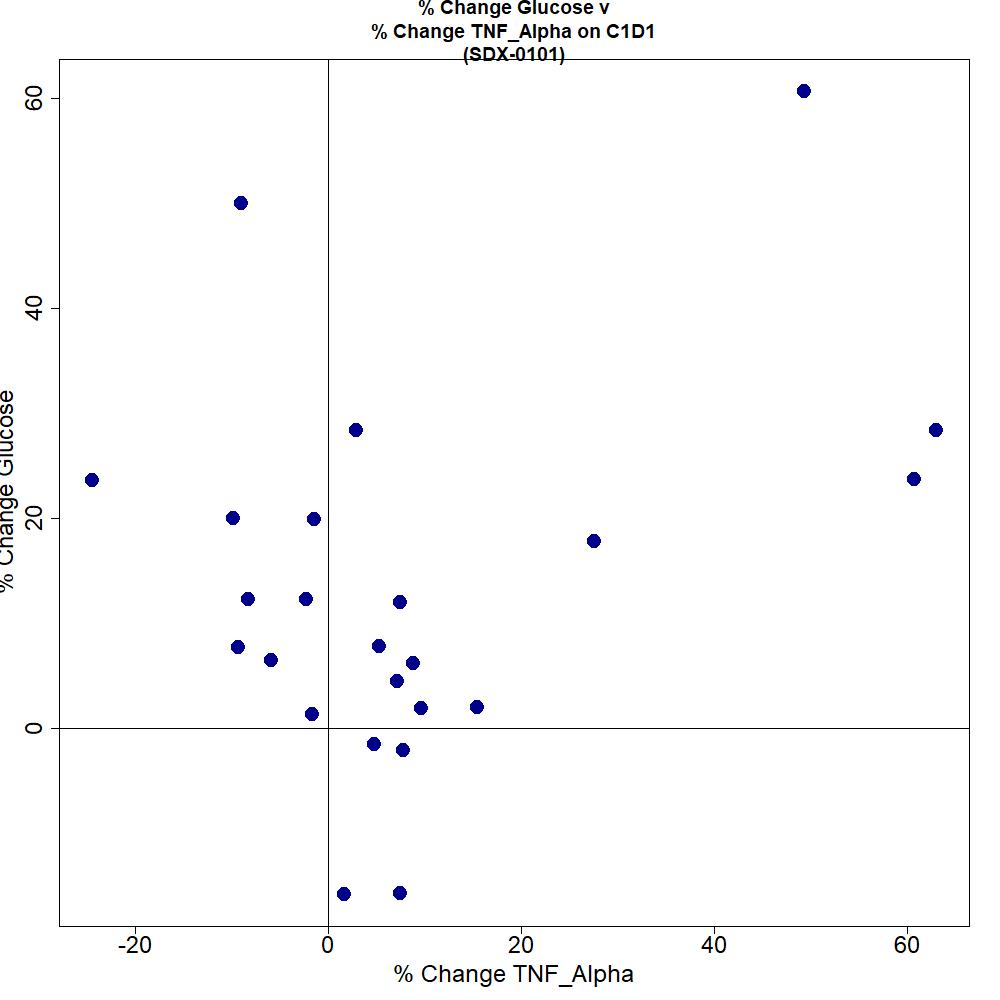 % Change Glucose v
% Change TNF_Alpha on C1D1
(SDX-0101)
% Change Glucose
60
40
20
0
-20
0
20
40
60
% Change TNF_Alpha